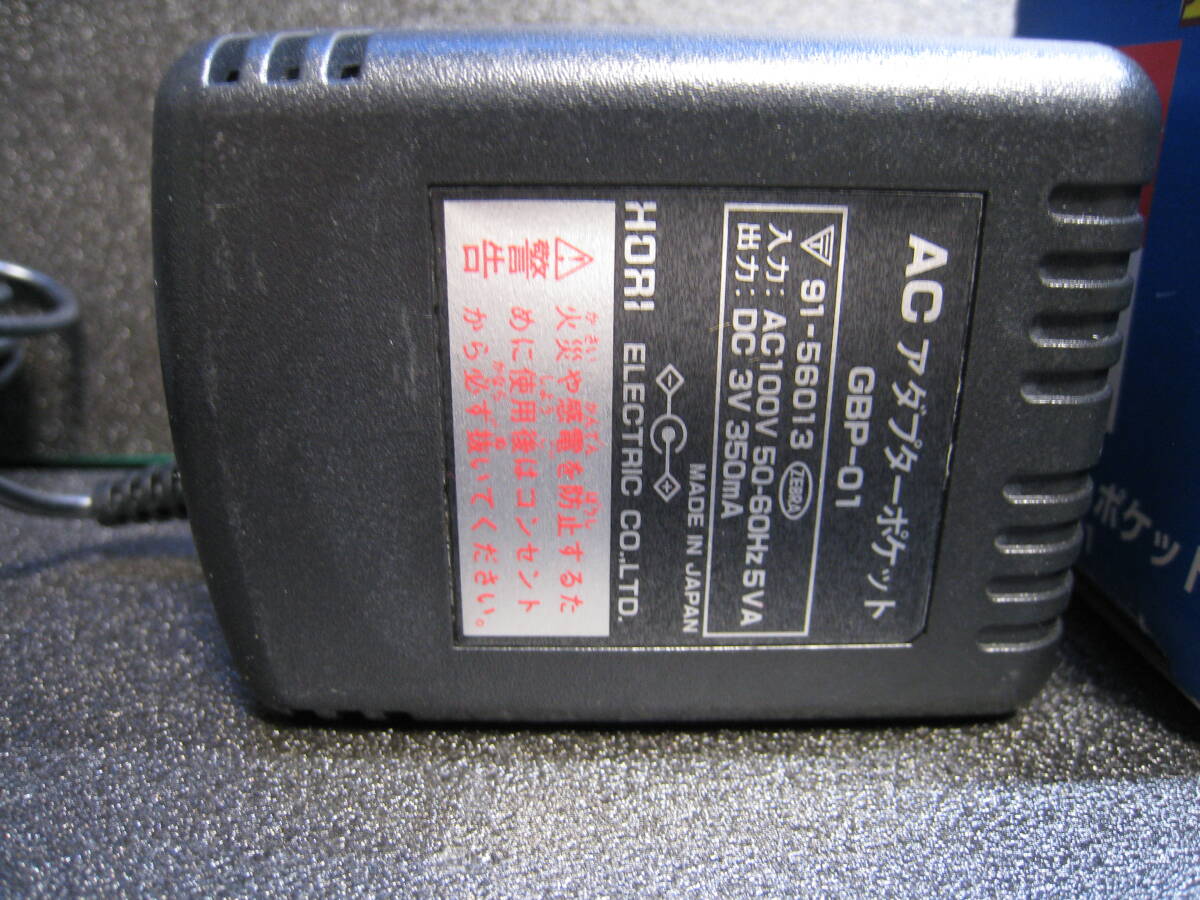 ACアダプターポケット
GBP-01
91-56013 ZEBRA
入力: AC100V 50-60Hz 5VA
出力: DC 3V 350mA
MADE IN JAPAN
HORI ELECTRIC CO.,LTD.
警告
火災や感電を防止するた
めに使用後はコンセント
から必ず抜いてください。
ポケット